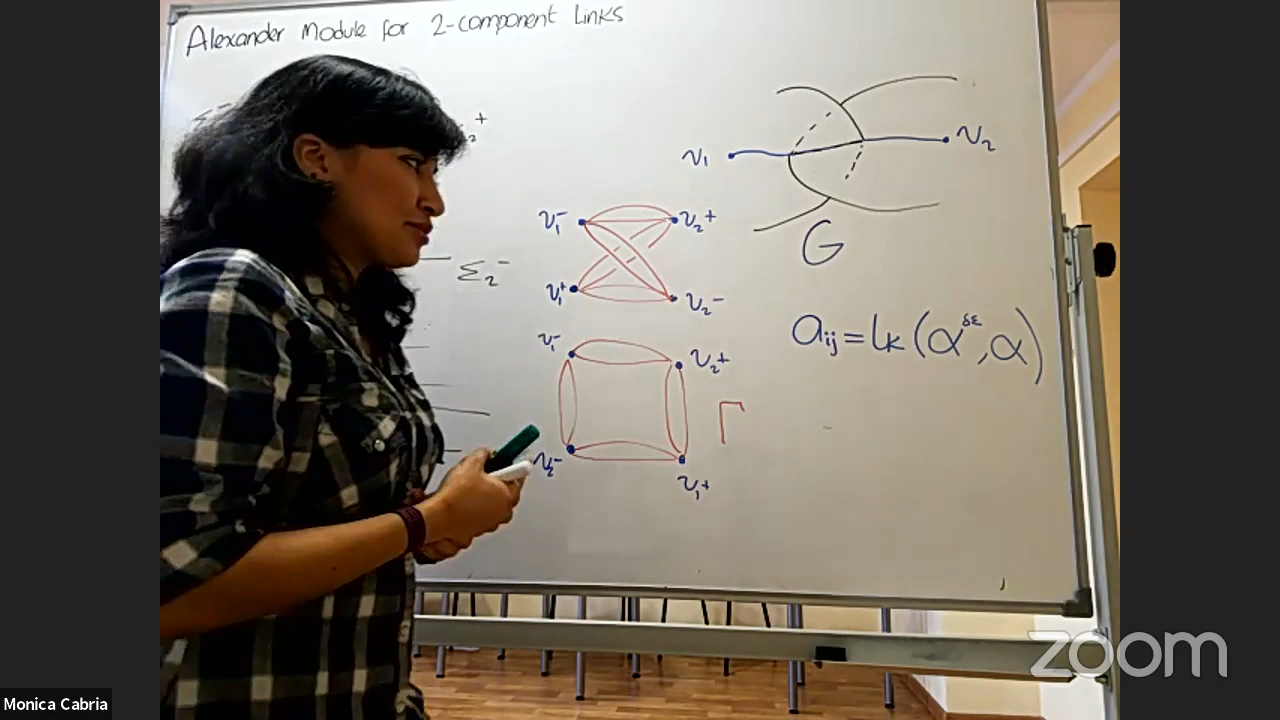 Alexander Module for 2-component Links
Σ₂⁻
v₁
v₂
G
v₁⁻
v₂⁺
v₁⁺
v₂⁻
aᵢⱼ = lk(α^δε, α)
v₁⁻
v₂⁺
Γ
v₂⁻
v₁⁺
zoom
Monica Cabria